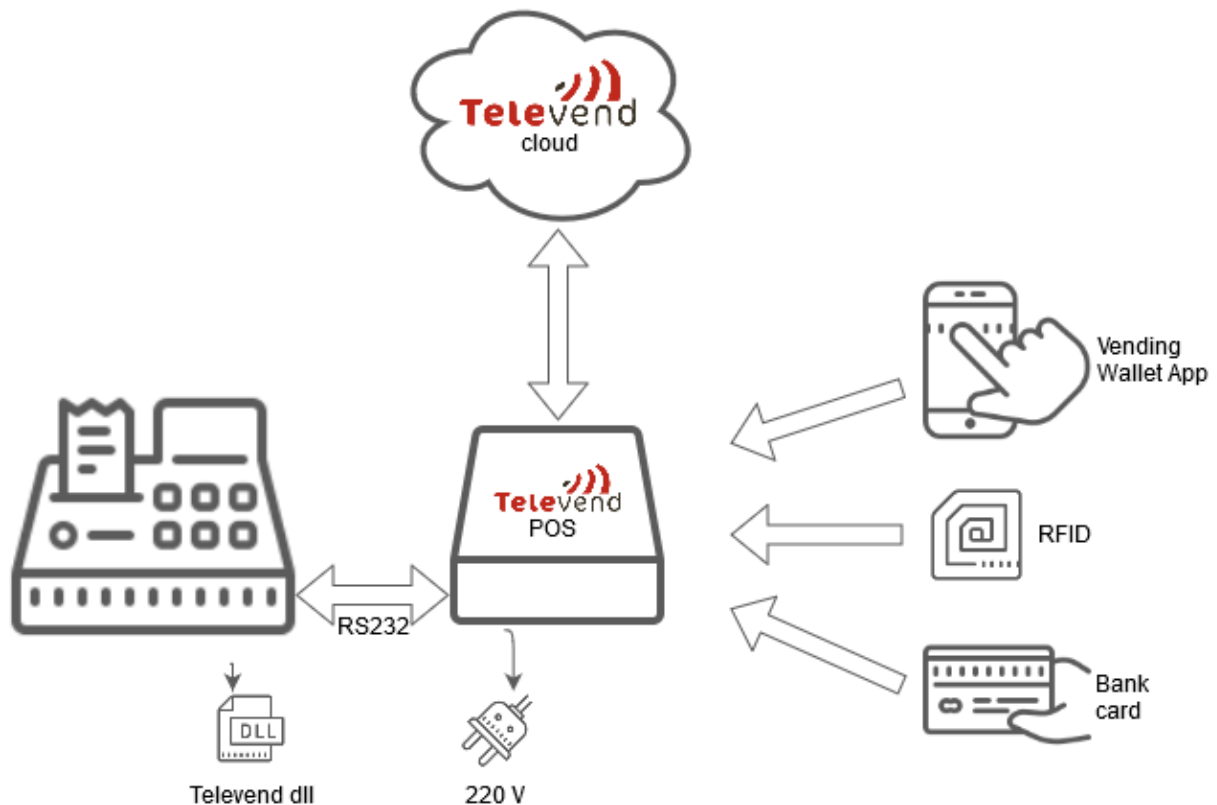 Televend
cloud
Vending
Wallet App
Televend
POS
RFID
RS232
Bank
card
DLL
Televend dll
220 V